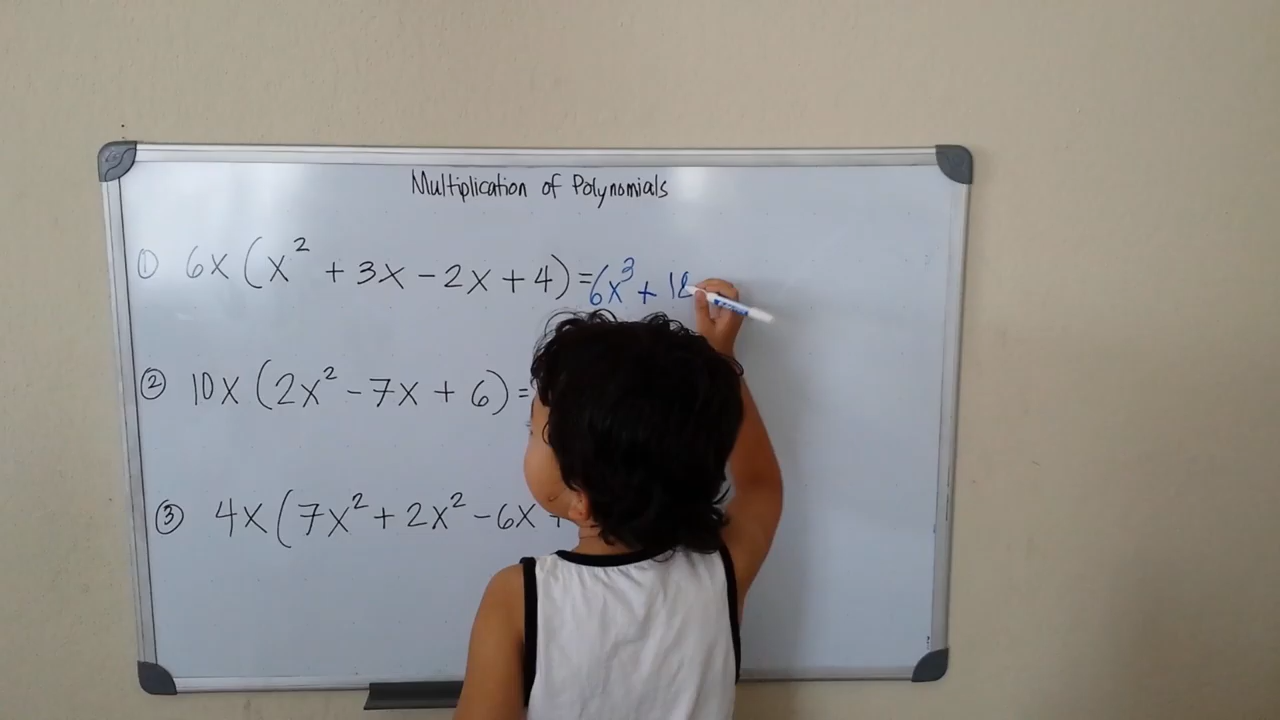 Multiplication of Polynomials
① 6x (x² + 3x - 2x + 4) = 6x³ + 18
② 10x (2x² - 7x + 6) =
③ 4x (7x² + 2x² - 6x +